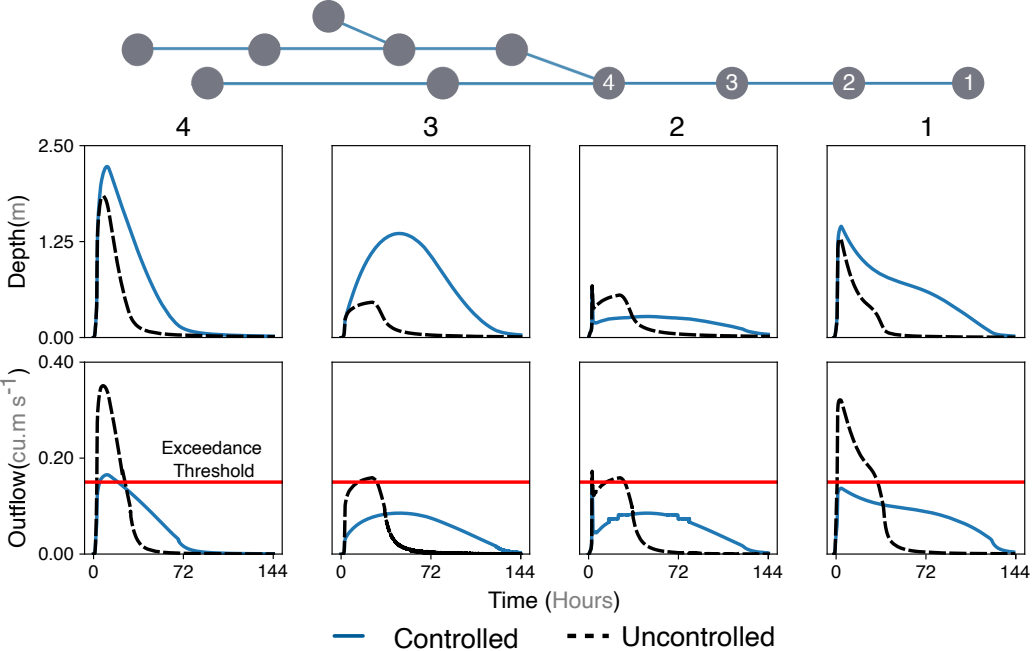 4 3 2 1
4 3 2 1
2.50
1.25
0.00
Depth(m)
0.40
0.20
0.00
Outflow(cu.m s-1)
Exceedance
Threshold
0 72 144 0 72 144 0 72 144 0 72 144
Time (Hours)
Controlled Uncontrolled